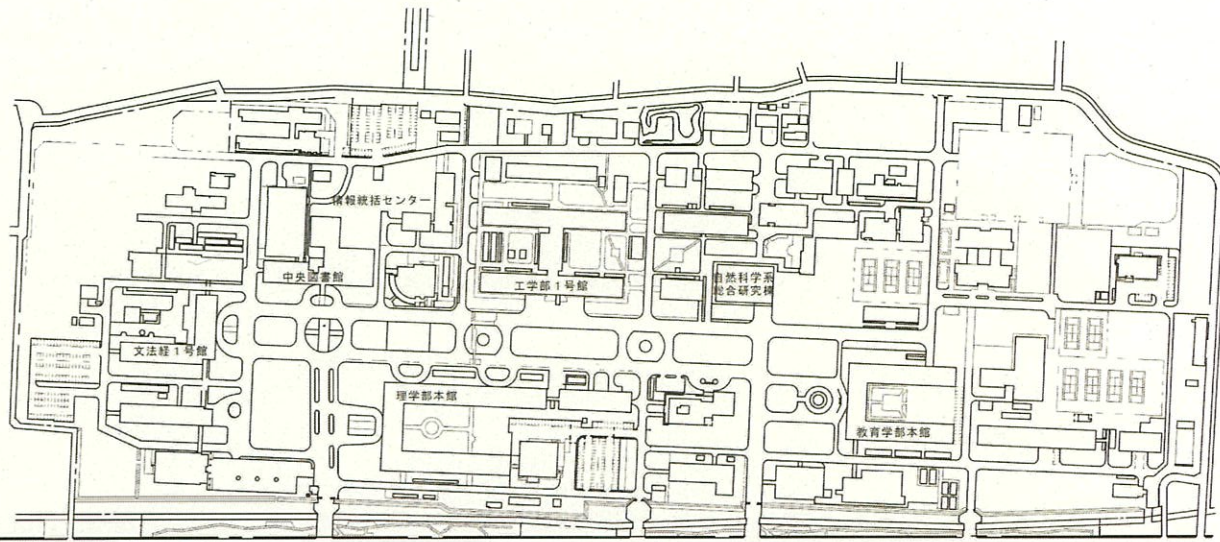 情報統括センター
中央図書館
工学部1号館
自然科学系
総合研究棟
文法経1号館
理学部本館
教育学部本館